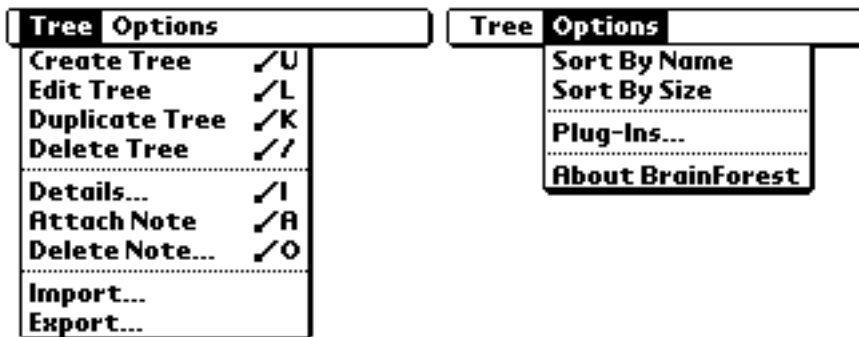 Tree Options
Create Tree ✓U
Edit Tree ✓L
Duplicate Tree ✓K
Delete Tree ✓/
Details... ✓I
Attach Note ✓A
Delete Note... ✓O
Import...
Export...
Tree Options
Sort By Name
Sort By Size
Plug-Ins...
About BrainForest